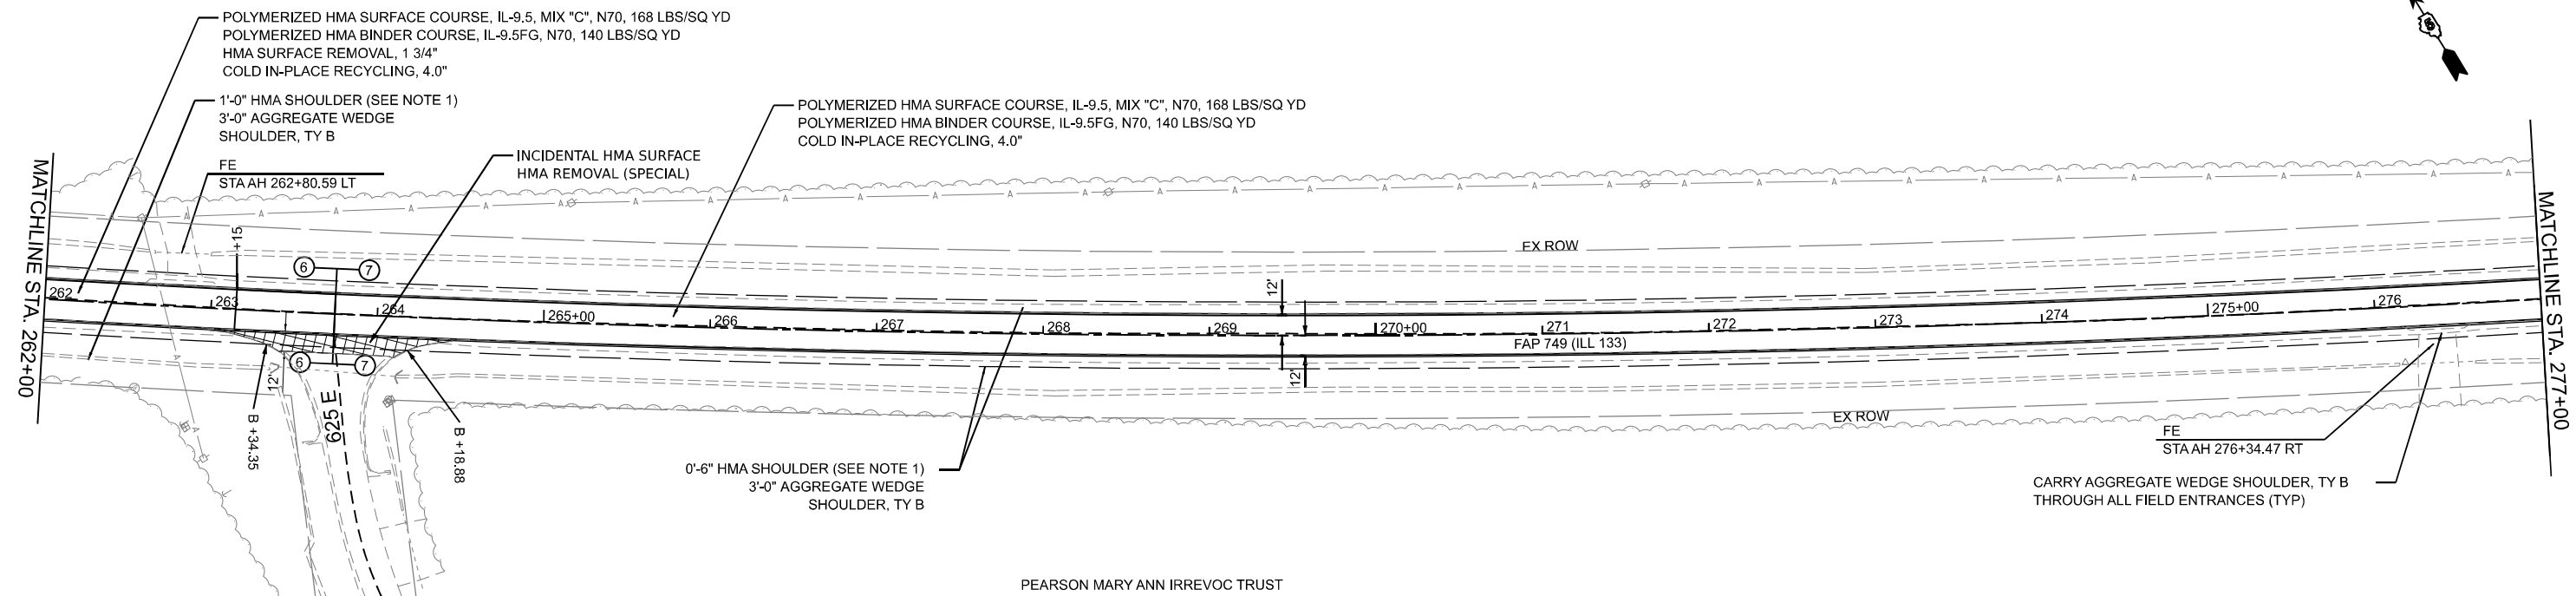 POLYMERIZED HMA SURFACE COURSE, IL-9.5, MIX "C", N70, 168 LBS/SQ YD
POLYMERIZED HMA BINDER COURSE, IL-9.5FG, N70, 140 LBS/SQ YD
HMA SURFACE REMOVAL, 1 3/4"
COLD IN-PLACE RECYCLING, 4.0"
1'-0" HMA SHOULDER (SEE NOTE 1)
3'-0" AGGREGATE WEDGE
SHOULDER, TY B
FE
STA AH 262+80.59 LT
INCIDENTAL HMA SURFACE
HMA REMOVAL (SPECIAL)
POLYMERIZED HMA SURFACE COURSE, IL-9.5, MIX "C", N70, 168 LBS/SQ YD
POLYMERIZED HMA BINDER COURSE, IL-9.5FG, N70, 140 LBS/SQ YD
COLD IN-PLACE RECYCLING, 4.0"
5
MATCHLINE STA. 262+00
MATCHLINE STA. 277+00
A A A A A A A A A A A A A A A A A A A A A A A A A A
EX ROW
+15
6 7
262 263 264 265+00 266 267 268 269 270+00 271 272 273 274 275+00 276
12'
12'
FAP 749 (ILL 133)
6 7
12'
625 E
B +34.35
B +18.88
A
A
EX ROW
0'-6" HMA SHOULDER (SEE NOTE 1)
3'-0" AGGREGATE WEDGE
SHOULDER, TY B
FE
STA AH 276+34.47 RT
CARRY AGGREGATE WEDGE SHOULDER, TY B
THROUGH ALL FIELD ENTRANCES (TYP)
PEARSON MARY ANN IRREVOC TRUST